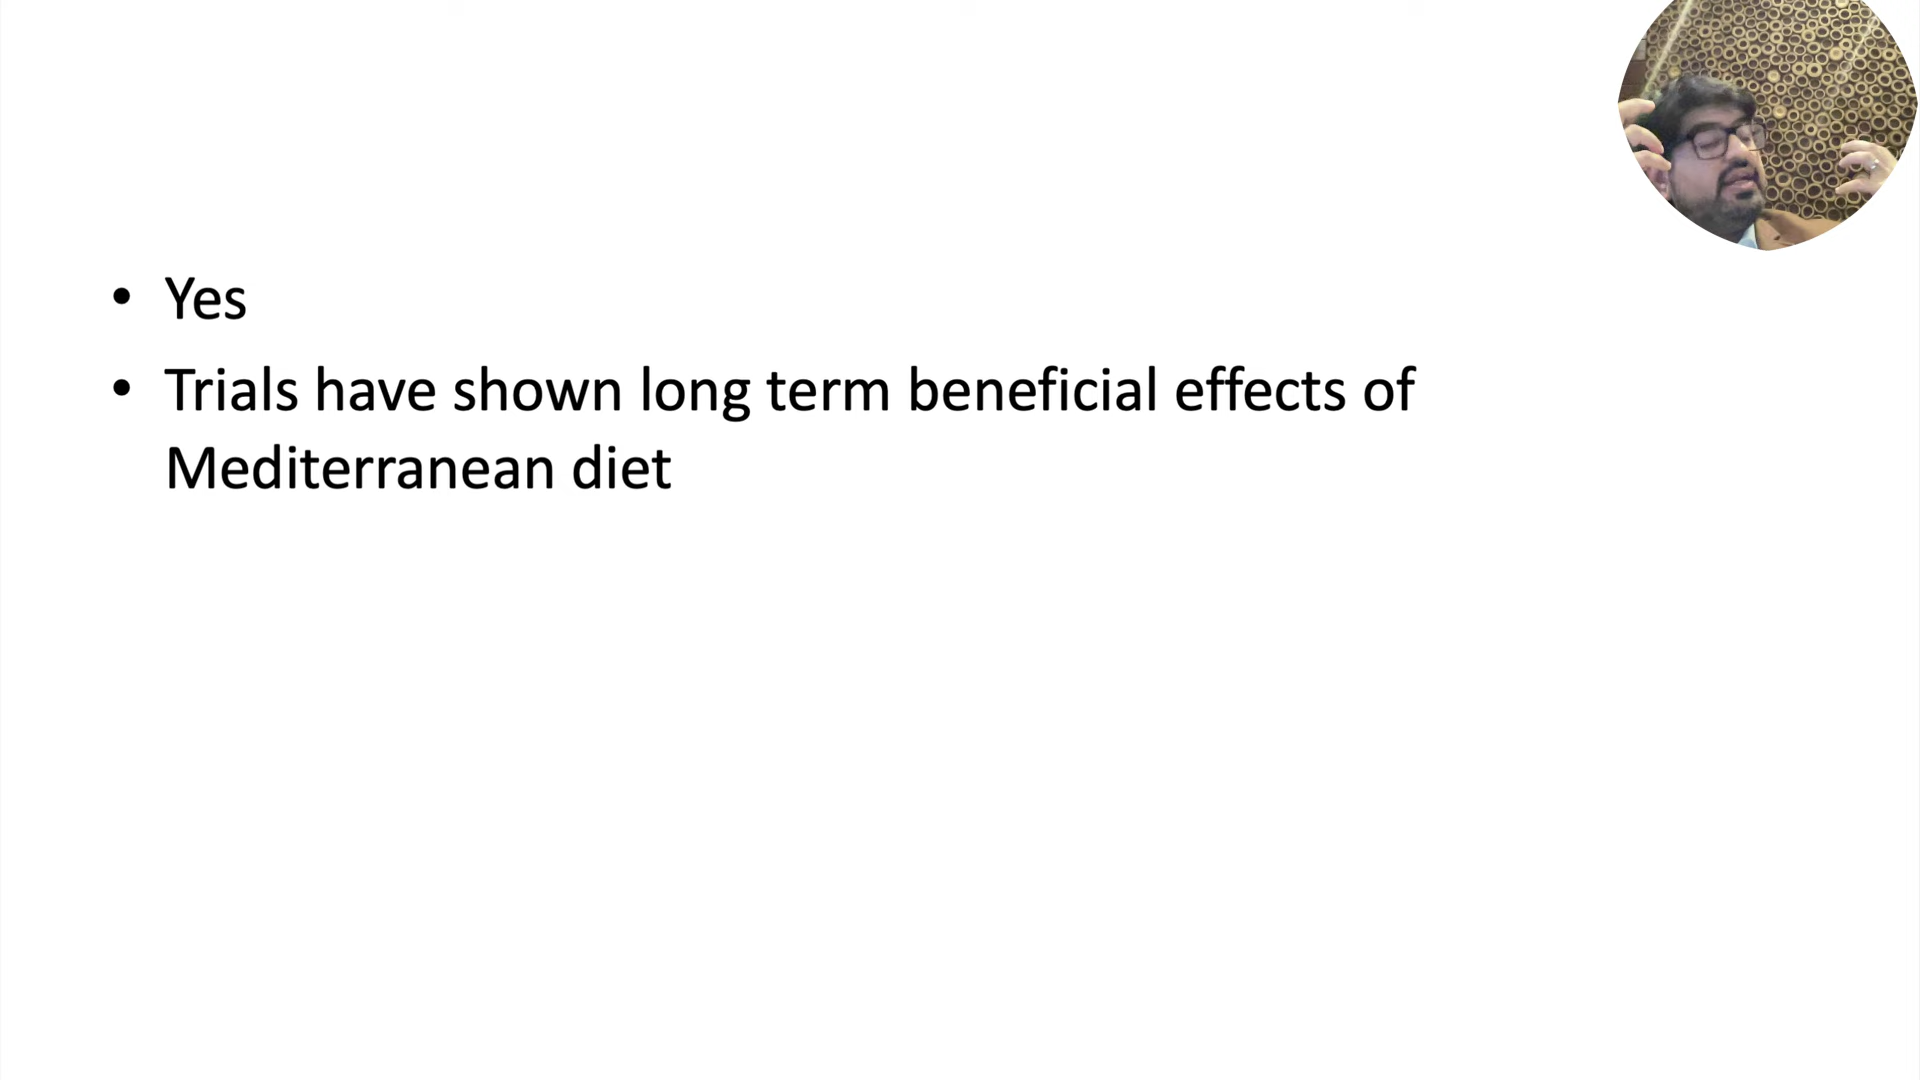 • Yes
• Trials have shown long term beneficial effects of
Mediterranean diet